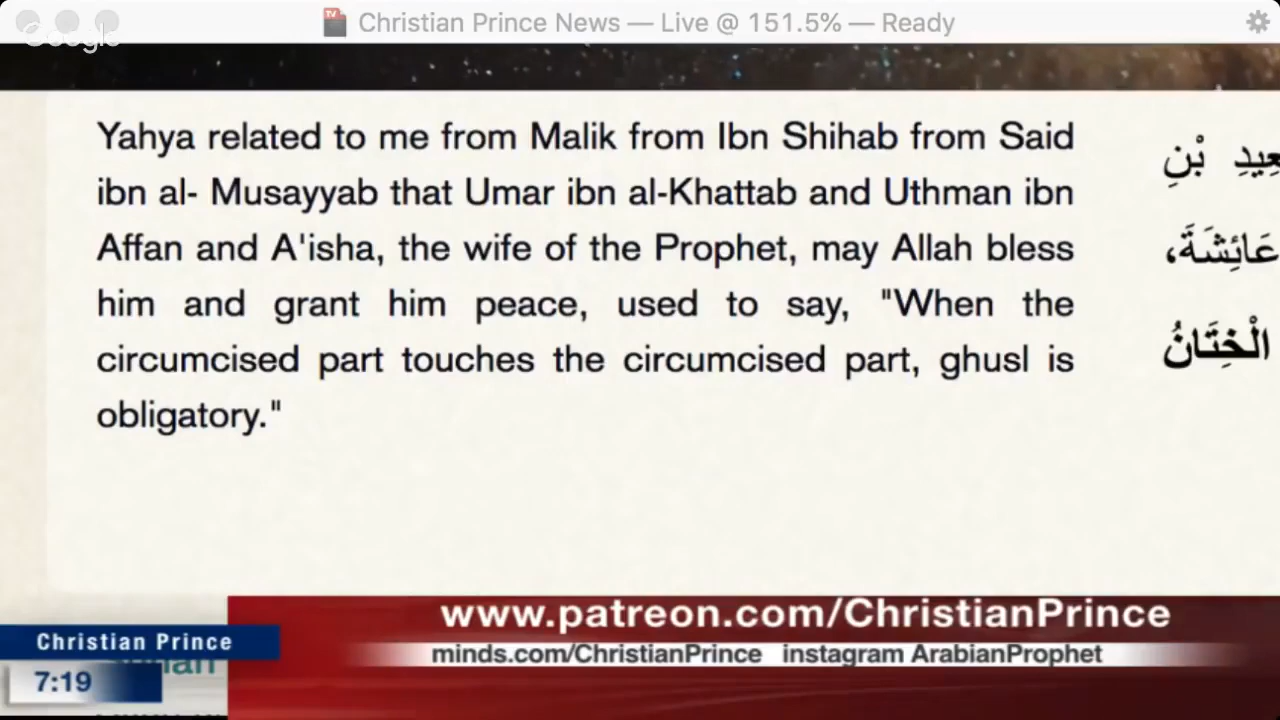 Christian Prince News — Live @ 151.5% — Ready
Google
Yahya related to me from Malik from Ibn Shihab from Said
ibn al- Musayyab that Umar ibn al-Khattab and Uthman ibn
Affan and A'isha, the wife of the Prophet, may Allah bless
him and grant him peace, used to say, "When the
circumcised part touches the circumcised part, ghusl is
obligatory."
بْنِ
عَائِشَةَ،
الْخِتَانُ
www.patreon.com/ChristianPrince
Christian Prince
minds.com/ChristianPrince instagram ArabianProphet
7:19